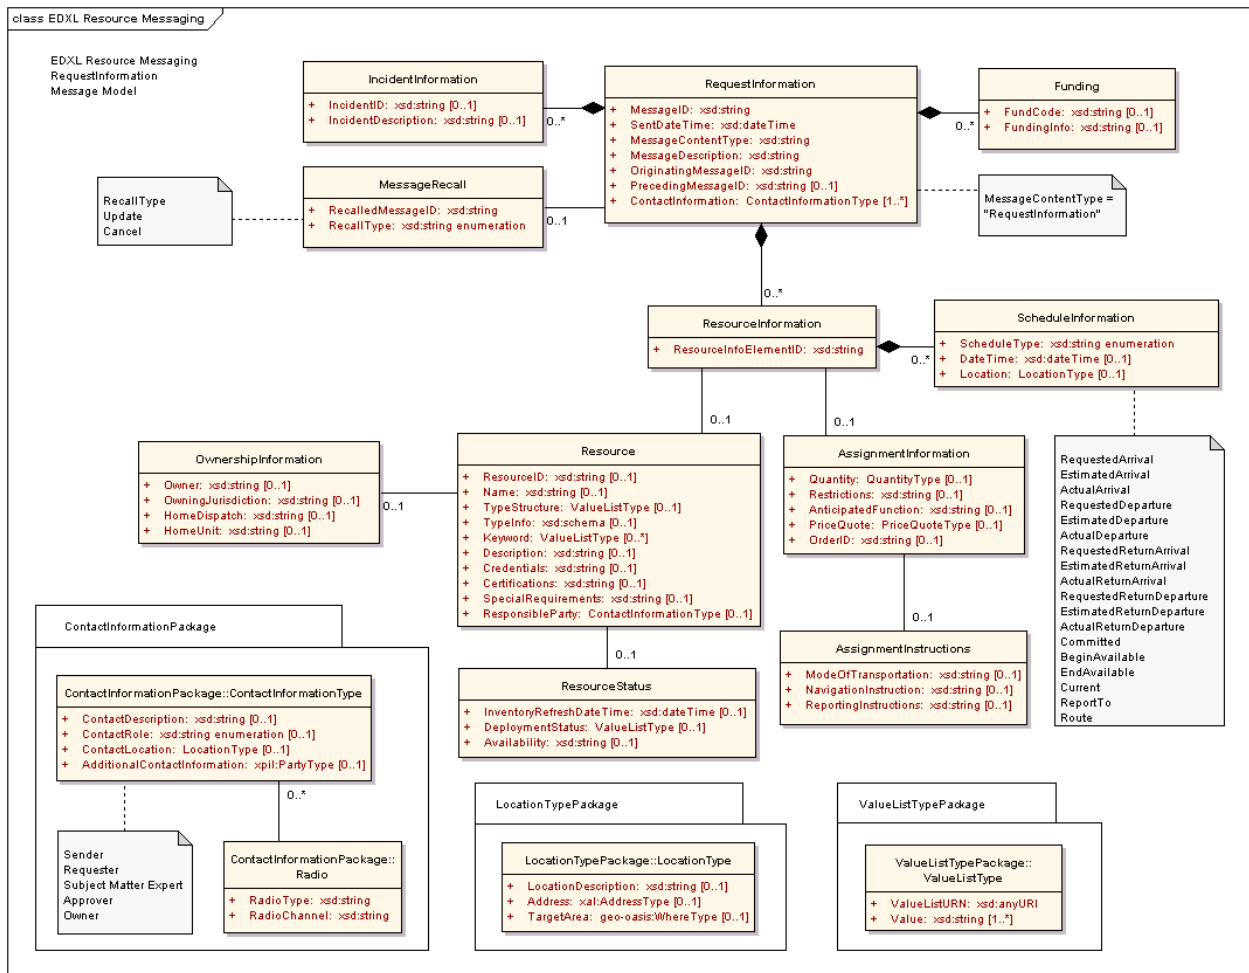 class EDXL Resource Messaging
EDXL Resource Messaging
RequestInformation
Message Model
IncidentInformation
+ IncidentID: xsd:string [0..1]
+ IncidentDescription: xsd:string [0..1]
0..*
RequestInformation
+ MessageID: xsd:string
+ SentDateTime: xsd:dateTime
+ MessageContentType: xsd:string
+ MessageDescription: xsd:string
+ OriginatingMessageID: xsd:string
+ PrecedingMessageID: xsd:string [0..1]
+ ContactInformation: ContactInformationType [1..*]
Funding
+ FundCode: xsd:string [0..1]
+ FundingInfo: xsd:string [0..1]
0..*
RecallType
Update
Cancel
MessageRecall
+ RecalledMessageID: xsd:string
+ RecallType: xsd:string enumeration
0..1
MessageContentType =
"RequestInformation"
0..*
ResourceInformation
+ ResourceInfoElementID: xsd:string
0..*
ScheduleInformation
+ ScheduleType: xsd:string enumeration
+ DateTime: xsd:dateTime [0..1]
+ Location: LocationType [0..1]
0..1
0..1
OwnershipInformation
+ Owner: xsd:string [0..1]
+ OwningJurisdiction: xsd:string [0..1]
+ HomeDispatch: xsd:string [0..1]
+ HomeUnit: xsd:string [0..1]
0..1
Resource
+ ResourceID: xsd:string [0..1]
+ Name: xsd:string [0..1]
+ TypeStructure: ValueListType [0..1]
+ TypeInfo: xsd:schema [0..1]
+ Keyword: ValueListType [0..*]
+ Description: xsd:string [0..1]
+ Credentials: xsd:string [0..1]
+ Certifications: xsd:string [0..1]
+ SpecialRequirements: xsd:string [0..1]
+ ResponsibleParty: ContactInformationType [0..1]
0..1
AssignmentInformation
+ Quantity: QuantityType [0..1]
+ Restrictions: xsd:string [0..1]
+ AnticipatedFunction: xsd:string [0..1]
+ PriceQuote: PriceQuoteType [0..1]
+ OrderID: xsd:string [0..1]
0..1
RequestedArrival
EstimatedArrival
ActualArrival
RequestedDeparture
EstimatedDeparture
ActualDeparture
RequestedReturnArrival
EstimatedReturnArrival
ActualReturnArrival
RequestedReturnDeparture
EstimatedReturnDeparture
ActualReturnDeparture
Committed
BeginAvailable
EndAvailable
Current
ReportTo
Route
AssignmentInstructions
+ ModeOfTransportation: xsd:string [0..1]
+ NavigationInstruction: xsd:string [0..1]
+ ReportingInstructions: xsd:string [0..1]
ResourceStatus
+ InventoryRefreshDateTime: xsd:dateTime [0..1]
+ DeploymentStatus: ValueListType [0..1]
+ Availability: xsd:string [0..1]
ContactInformationPackage
ContactInformationPackage::ContactInformationType
+ ContactDescription: xsd:string [0..1]
+ ContactRole: xsd:string enumeration [0..1]
+ ContactLocation: LocationType [0..1]
+ AdditionalContactInformation: xpil:PartyType [0..1]
0..*
Sender
Requester
Subject Matter Expert
Approver
Owner
ContactInformationPackage::
Radio
+ RadioType: xsd:string
+ RadioChannel: xsd:string
LocationTypePackage
LocationTypePackage::LocationType
+ LocationDescription: xsd:string [0..1]
+ Address: xal:AddressType [0..1]
+ TargetArea: geo-oasis:WhereType [0..1]
ValueListTypePackage
ValueListTypePackage::
ValueListType
+ ValueListURN: xsd:anyURI
+ Value: xsd:string [1..*]